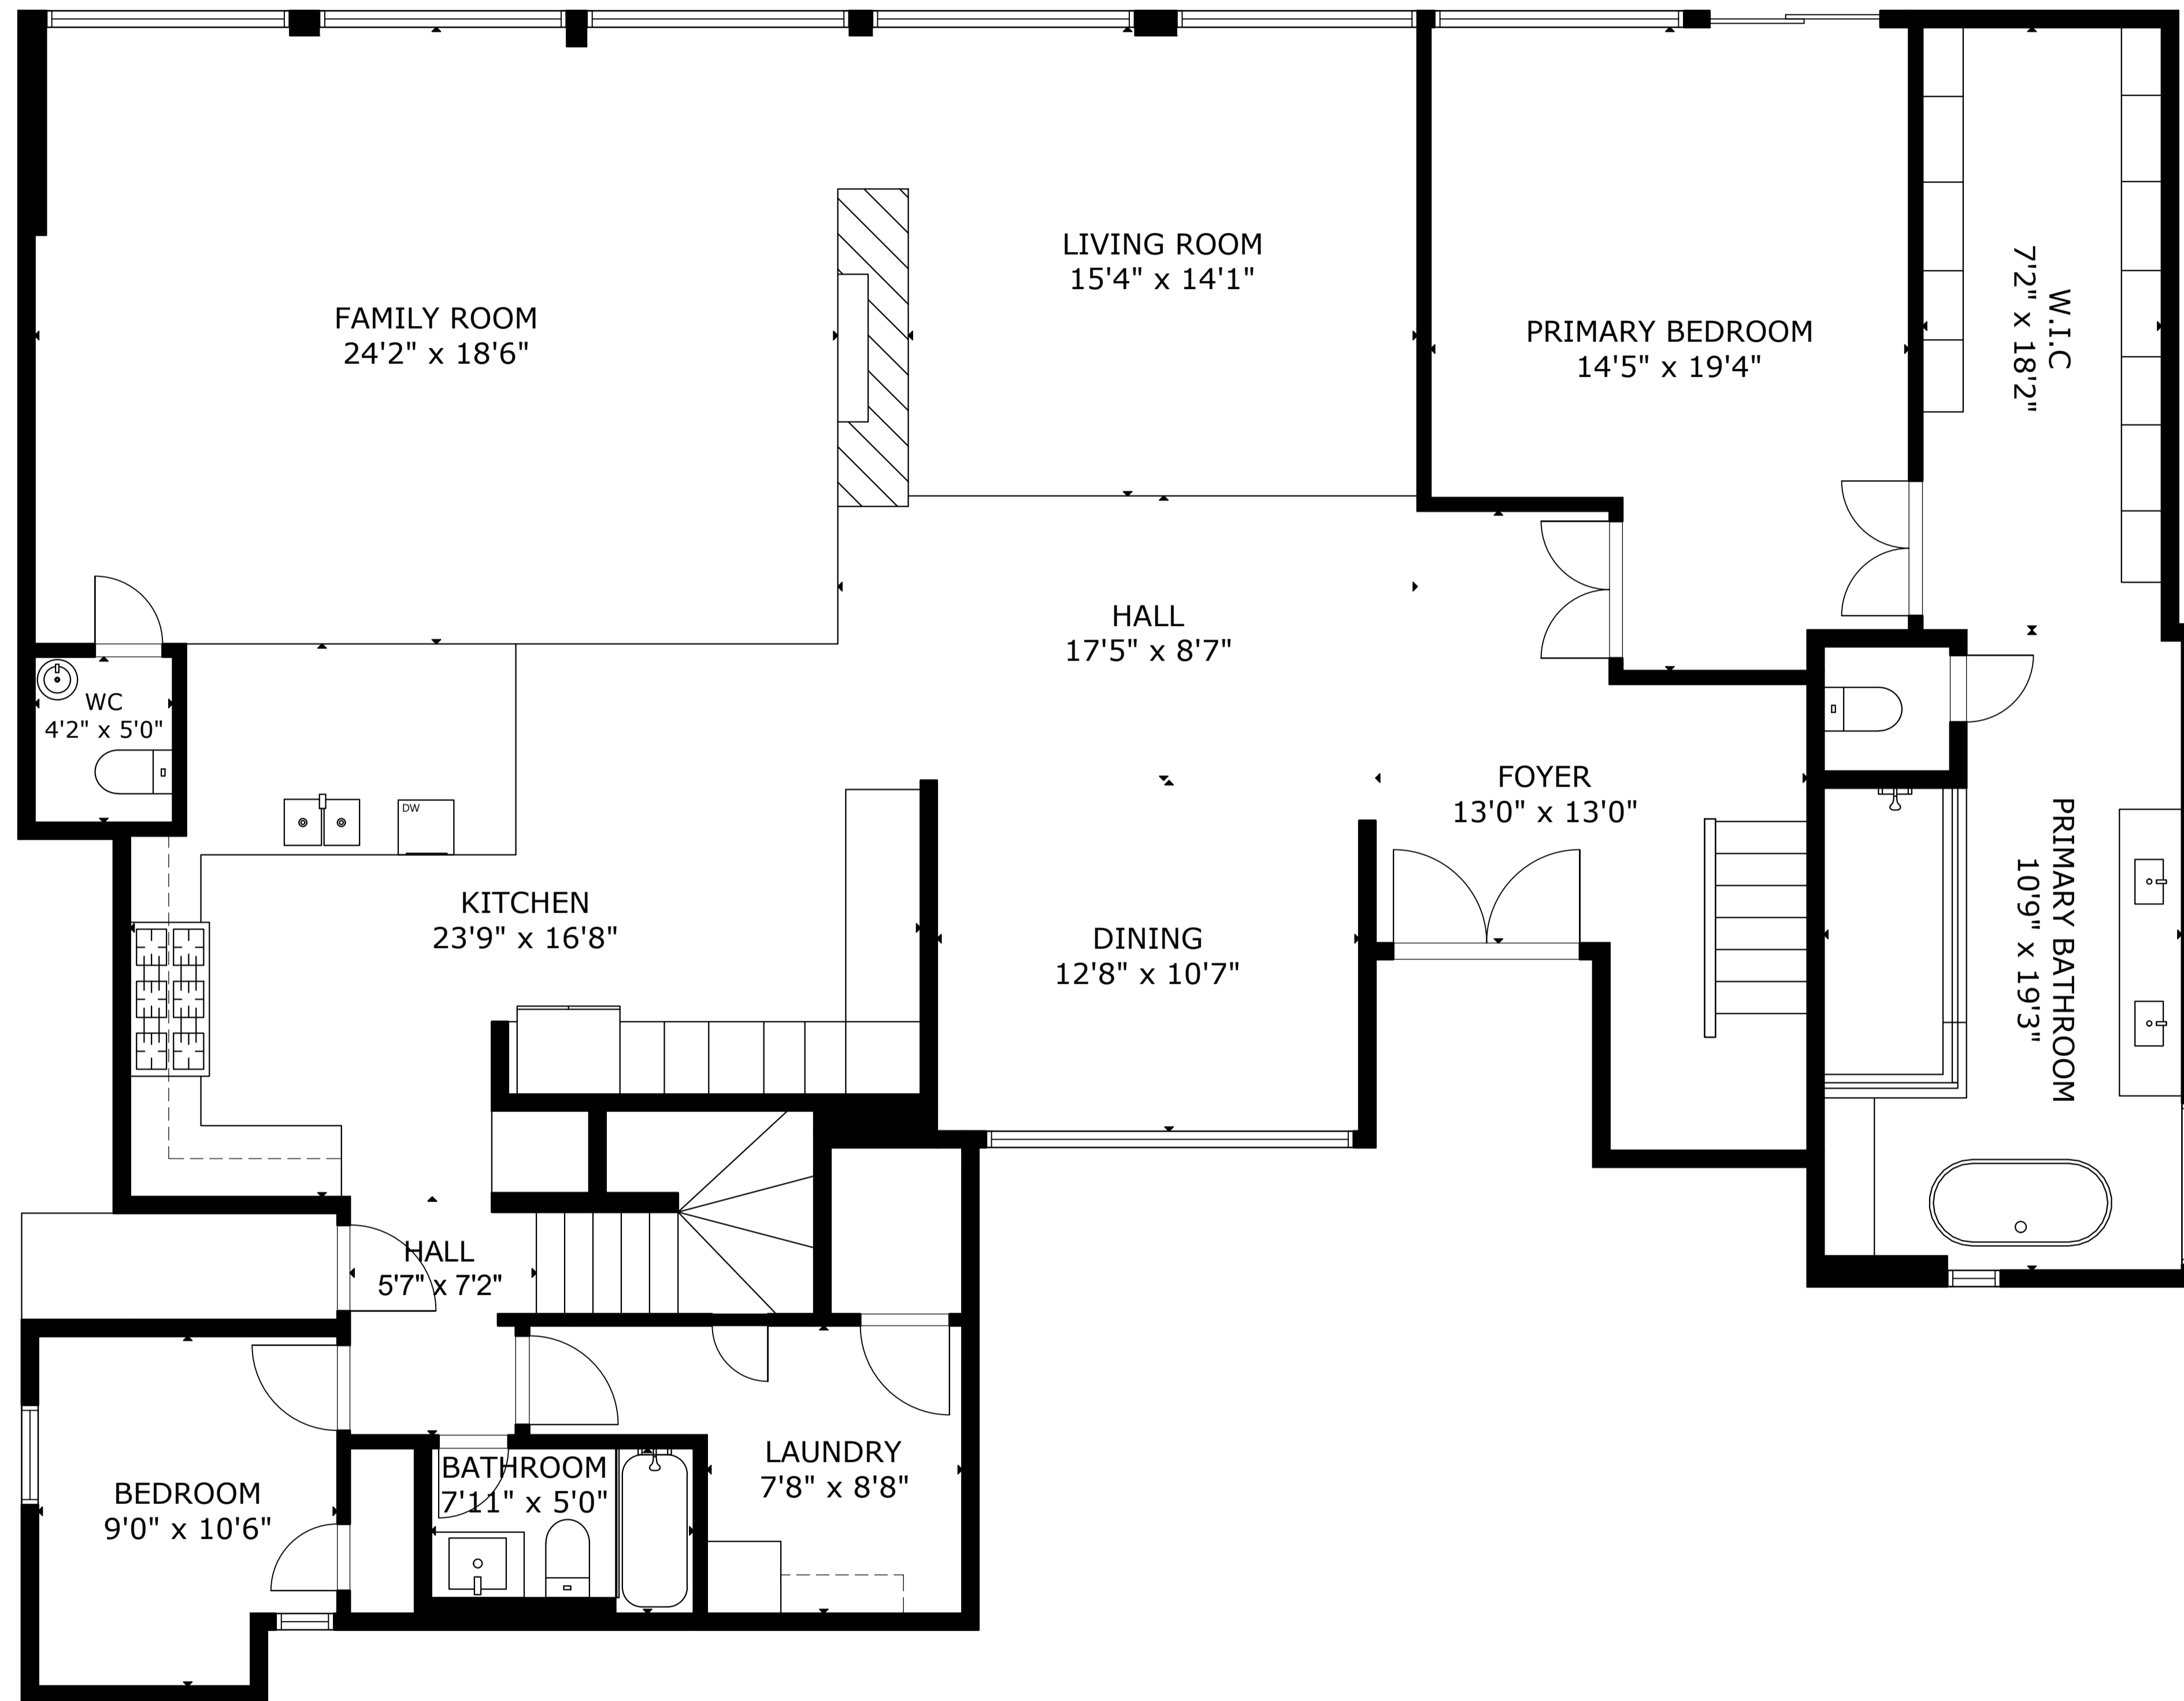 LIVING ROOM
15'4" x 14'1"
FAMILY ROOM
24'2" x 18'6"
PRIMARY BEDROOM
14'5" x 19'4"
W.I.C
7'2" x 18'2"
HALL
17'5" x 8'7"
WC
4'2" x 5'0"
FOYER
13'0" x 13'0"
DW
KITCHEN
23'9" x 16'8"
DINING
12'8" x 10'7"
PRIMARY BATHROOM
10'9" x 19'3"
HALL
5'7" x 7'2"
BEDROOM
9'0" x 10'6"
BATHROOM
7'11" x 5'0"
LAUNDRY
7'8" x 8'8"